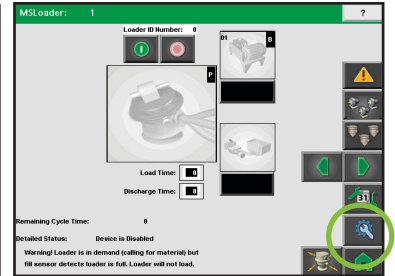 MSLoader: 1
?
Loader ID Number: 0
01
B
P
Load Time: 0
Discharge Time: 0
31
Remaining Cycle Time: 0
Detailed Status: Device is Disabled
Warning! Loader is in demand (calling for material) but
fill sensor detects loader is full. Loader will not load.